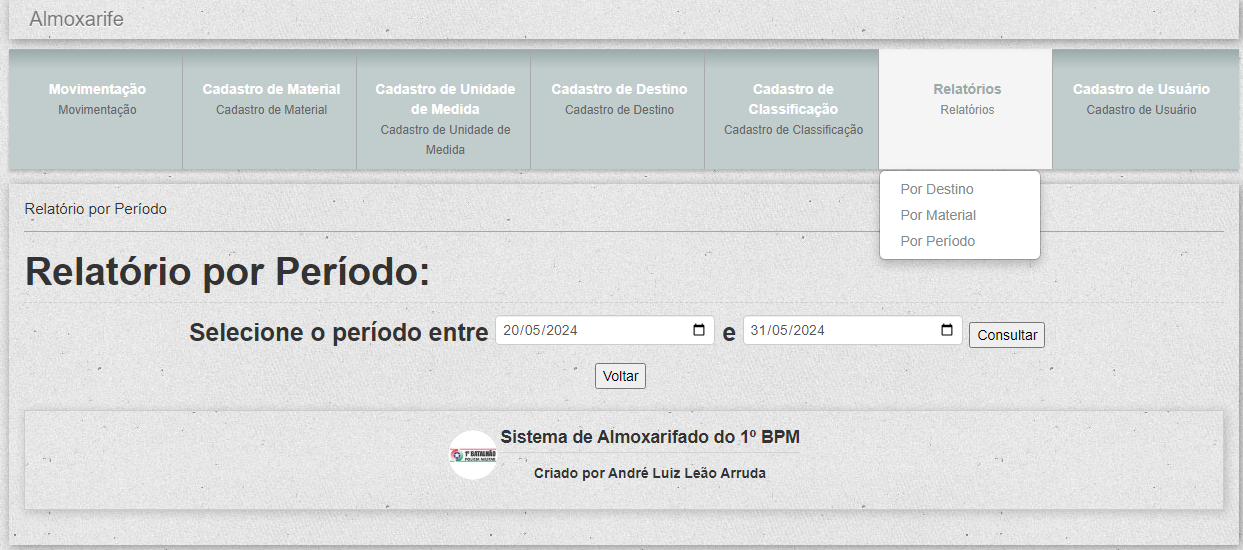 Almoxarife
Movimentação
Movimentação
Cadastro de Material
Cadastro de Material
Cadastro de Unidade
de Medida
Cadastro de Unidade de
Medida
Cadastro de Destino
Cadastro de Destino
Cadastro de
Classificação
Cadastro de Classificação
Relatórios
Relatórios
Cadastro de Usuário
Cadastro de Usuário
Por Destino
Por Material
Por Período
Relatório por Período
Relatório por Período:
Selecione o período entre 20/05/2024 e 31/05/2024 Consultar
Voltar
1º BATALHÃO
POLÍCIA MILITAR
Sistema de Almoxarifado do 1º BPM
Criado por André Luiz Leão Arruda